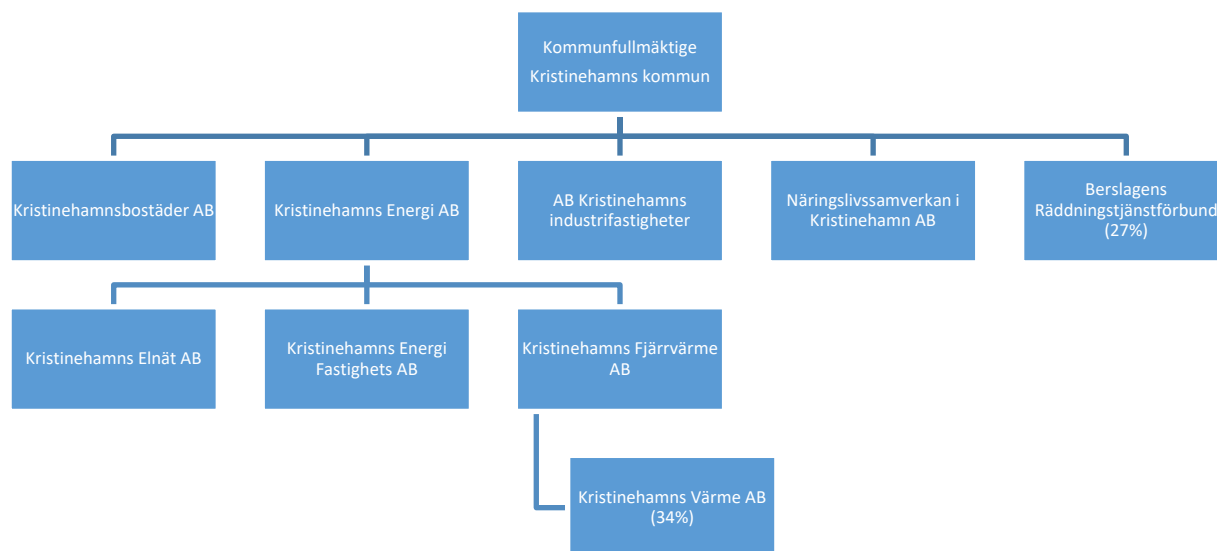 Kommunfullmäktige
Kristinehamns kommun
Kristinehamnsbostäder AB
Kristinehamns Energi AB
AB Kristinehamns
industrifastigheter
Näringslivssamverkan i
Kristinehamn AB
Berslagens
Räddningstjänstförbund
(27%)
Kristinehamns Elnät AB
Kristinehamns Energi
Fastighets AB
Kristinehamns Fjärrvärme
AB
Kristinehamns Värme AB
(34%)